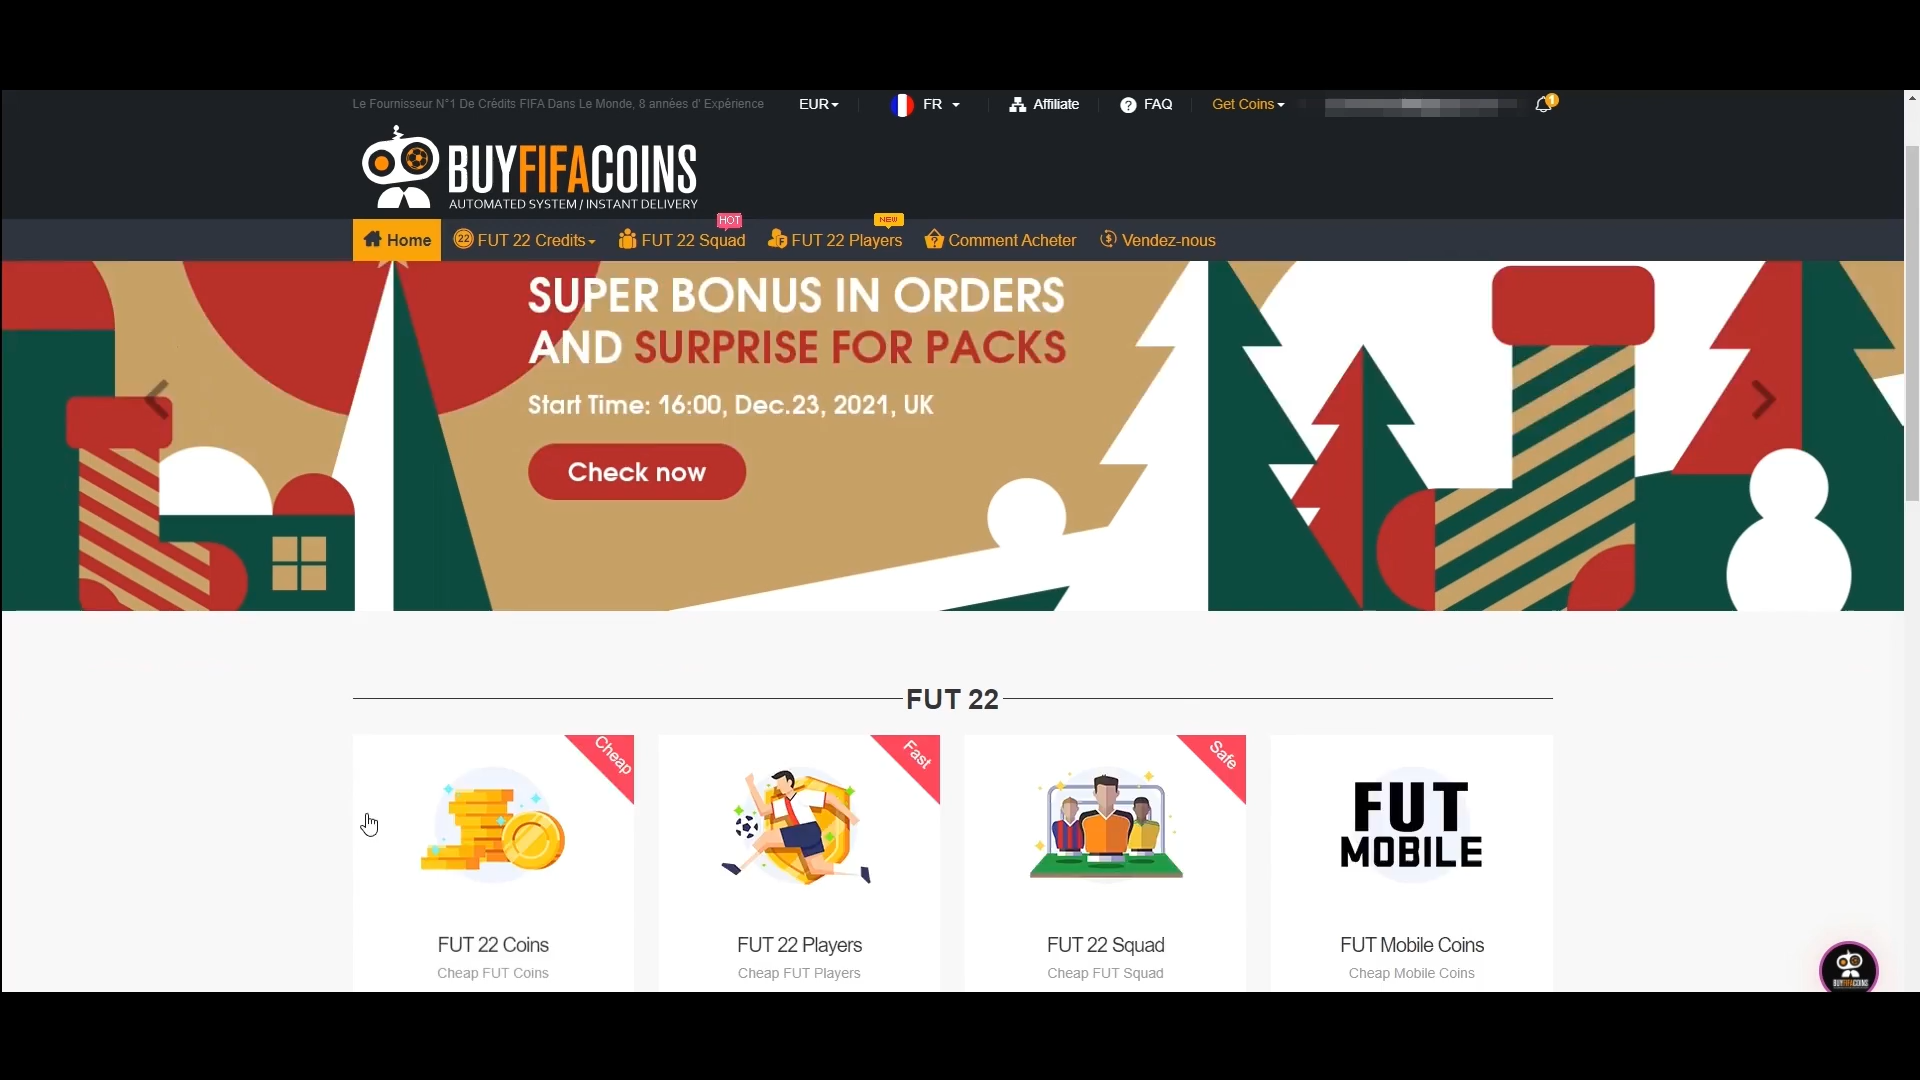 Le Fournisseur N°1 De Crédits FIFA Dans Le Monde, 8 années d' Expérience
EUR
FR
Affiliate
? FAQ
Get Coins
1
BUYFIFACOINS
AUTOMATED SYSTEM / INSTANT DELIVERY
HOT
NEW
Home
22 FUT 22 Credits
FUT 22 Squad
F FUT 22 Players
? Comment Acheter
$ Vendez-nous
SUPER BONUS IN ORDERS
AND SURPRISE FOR PACKS
Start Time: 16:00, Dec.23, 2021, UK
Check now
FUT 22
Cheap
Fast
Safe
FUT
MOBILE
FUT 22 Coins
FUT 22 Players
FUT 22 Squad
FUT Mobile Coins
Cheap FUT Coins
Cheap FUT Players
Cheap FUT Squad
Cheap Mobile Coins
BUYFIFACOINS